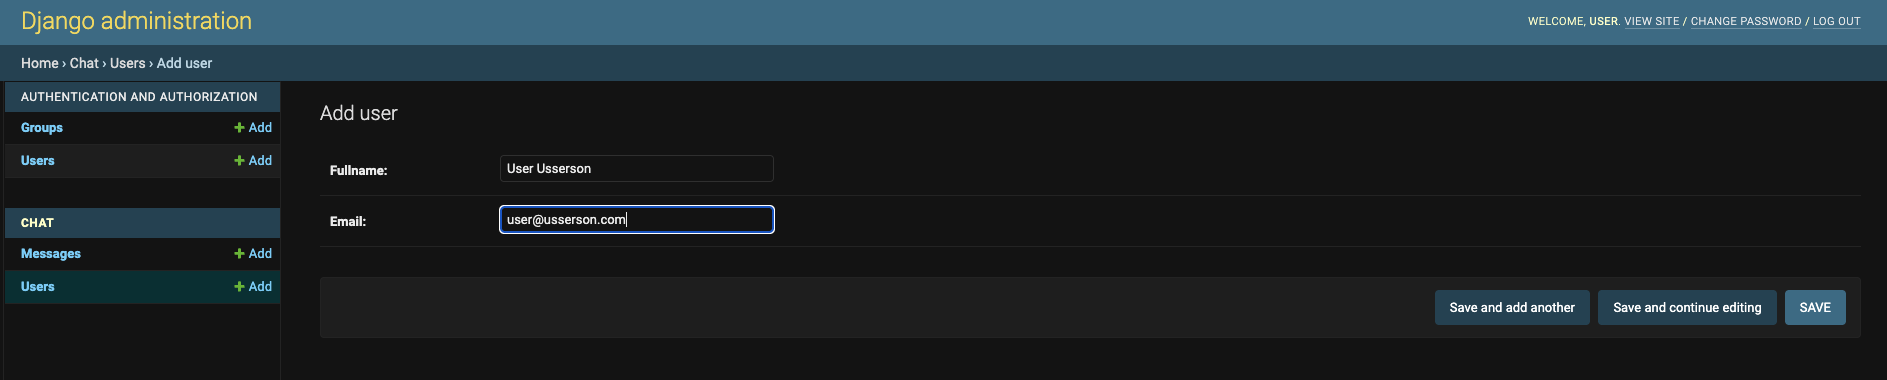 Django administration
WELCOME, USER. VIEW SITE / CHANGE PASSWORD / LOG OUT
Home › Chat › Users › Add user
AUTHENTICATION AND AUTHORIZATION
Groups + Add
Users + Add
CHAT
Messages + Add
Users + Add
Add user
Fullname: User Usserson
Email: user@usserson.com
Save and add another Save and continue editing SAVE